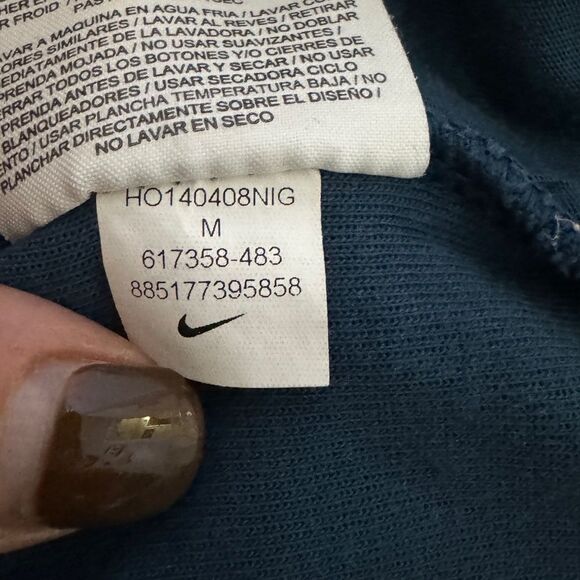 FROID / PAS
LAVAR A MAQUINA EN AGUA FRIA / LAVAR CON
COLORES SIMILARES / LAVAR AL REVES / RETIRAR
INMEDIATAMENTE DE LA LAVADORA / NO DOBLAR
PRENDA MOJADA / NO USAR SUAVIZANTES /
CERRAR TODOS LOS BOTONES Y/O CIERRES DE
PRENDA ANTES DE LAVAR Y SECAR / NO USAR
BLANQUEADORES / USAR SECADORA CICLO
/ USAR PLANCHA TEMPERATURA BAJA / NO
PLANCHAR DIRECTAMENTE SOBRE EL DISEÑO /
NO LAVAR EN SECO
HO140408NIG
M
617358-483
885177395858